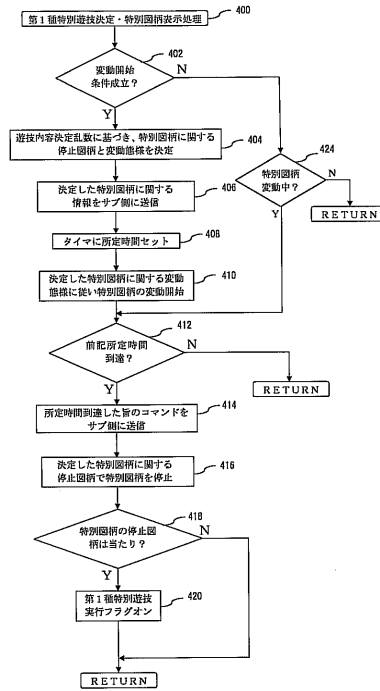 第1種特別遊技決定・特別図柄表示処理
400
402
変動開始
条件成立？
N
Y
遊技内容決定乱数に基づき、特別図柄に関する
停止図柄と変動態様を決定
404
424
特別図柄
変動中？
N
Y
RETURN
決定した特別図柄に関する
情報をサブ側に送信
406
タイマに所定時間セット
408
決定した特別図柄に関する変動
態様に従い特別図柄の変動開始
410
412
前記所定時間
到達？
N
Y
RETURN
所定時間到達した旨のコマンドを
サブ側に送信
414
決定した特別図柄に関する
停止図柄で特別図柄を停止
416
418
特別図柄の停止図
柄は当たり？
N
Y
第1種特別遊技
実行フラグオン
420
RETURN